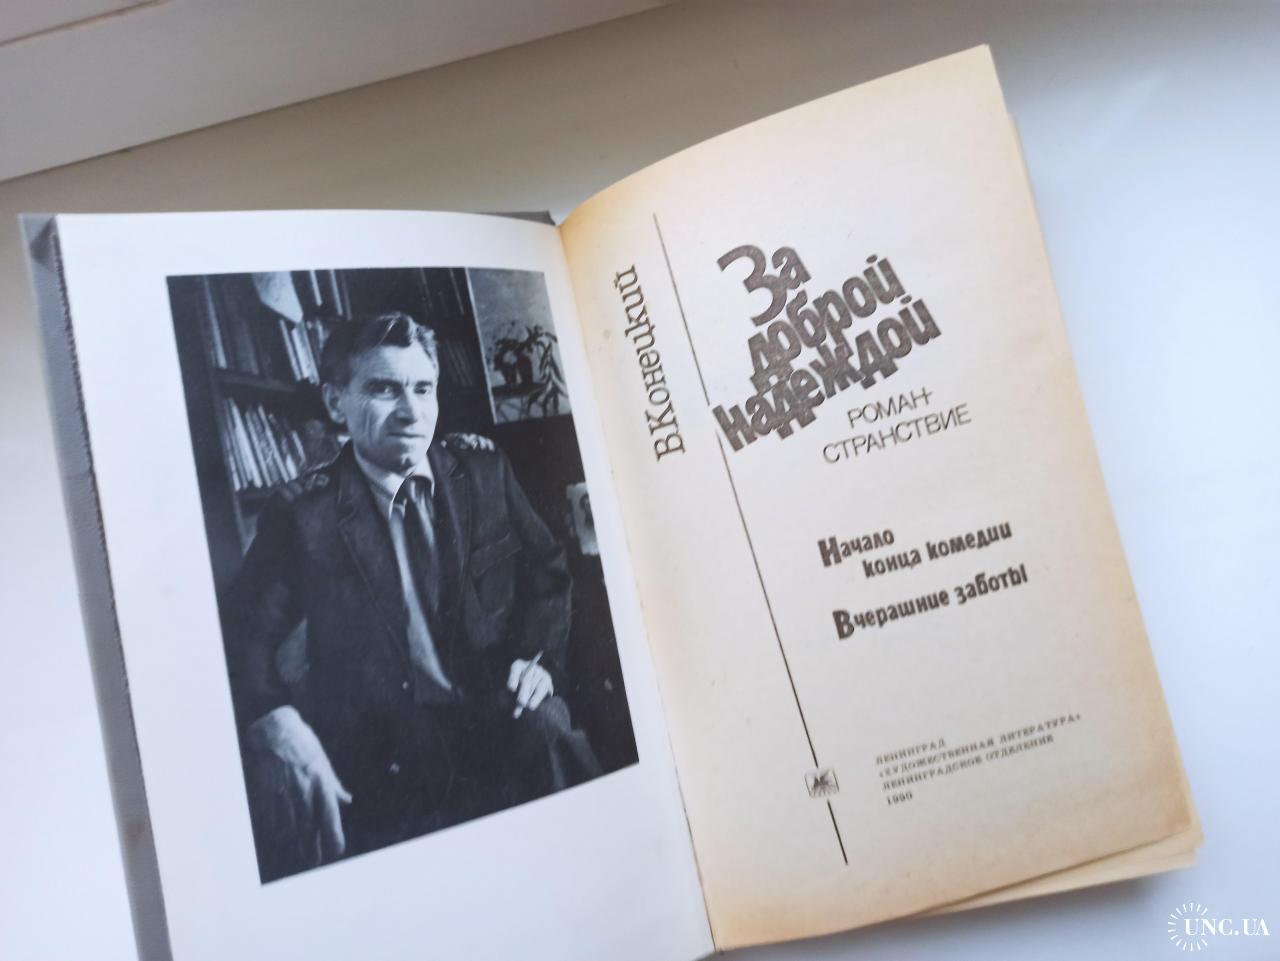 В Конецкий
За
доброй
надеждой
РОМАН-
СТРАНСТВИЕ
Начало
конца комедии
Вчерашние заботы
ЛЕНИНГРАД
«ХУДОЖЕСТВЕННАЯ ЛИТЕРАТУРА»
ЛЕНИНГРАДСКОЕ ОТДЕЛЕНИЕ
1990
UNC.UA